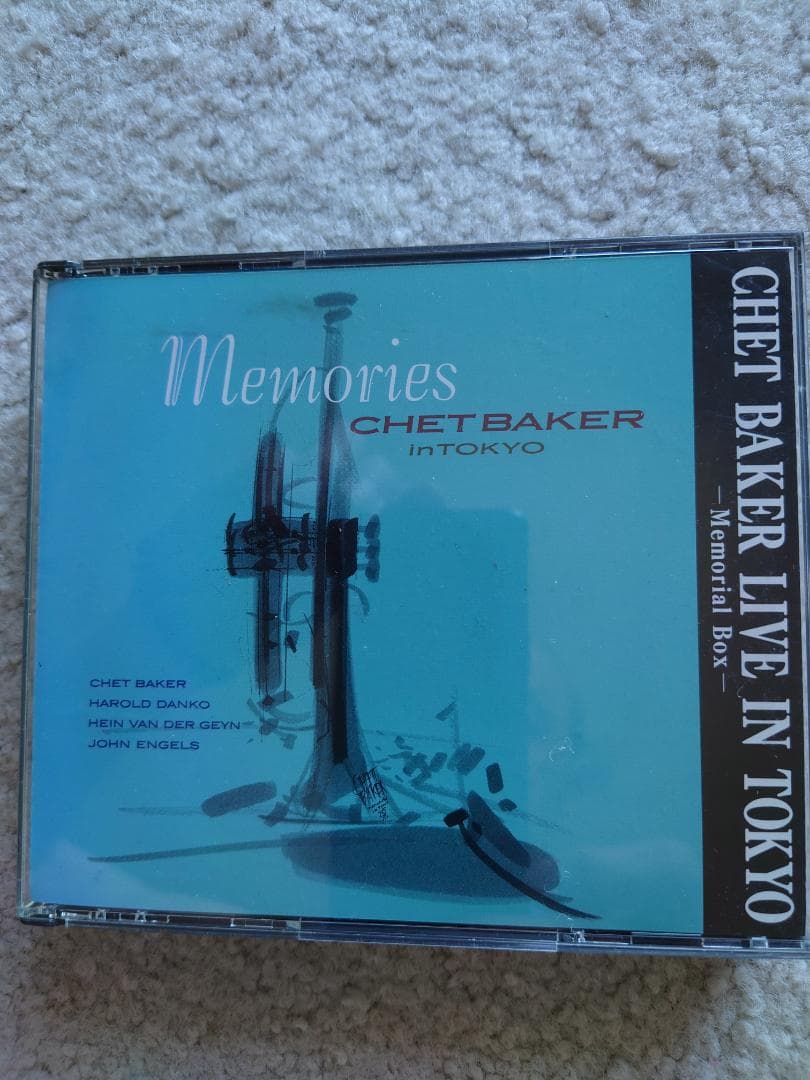 Memories
CHET BAKER
in TOKYO
CHET BAKER
HAROLD DANKO
HEIN VAN DER GEYN
JOHN ENGELS
CHET BAKER LIVE IN TOKYO
—Memorial Box—